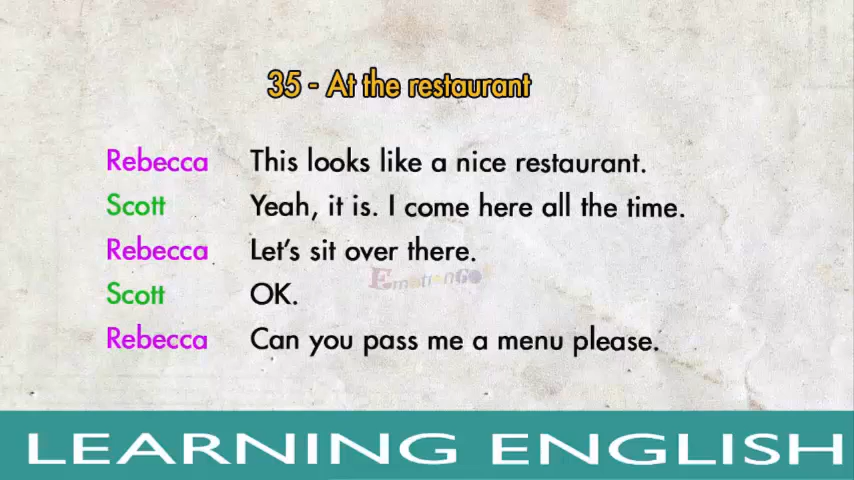 35 - At the restaurant
Rebecca This looks like a nice restaurant.
Scott Yeah, it is. I come here all the time.
Rebecca Let's sit over there.
EmotionGO
Scott OK.
Rebecca Can you pass me a menu please.
LEARNING ENGLISH